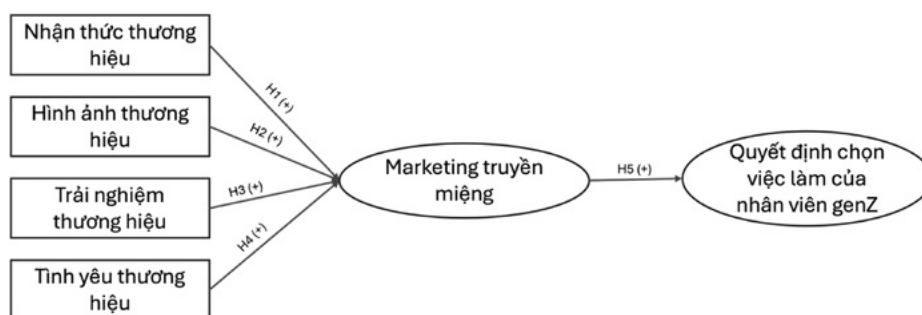 Nhận thức thương
hiệu
Hình ảnh thương
hiệu
Trải nghiệm
thương hiệu
Tình yêu thương
hiệu
H1 (+)
H2 (+)
H3 (+)
H4 (+)
Marketing truyền
miệng
H5 (+)
Quyết định chọn
việc làm của
nhân viên genZ